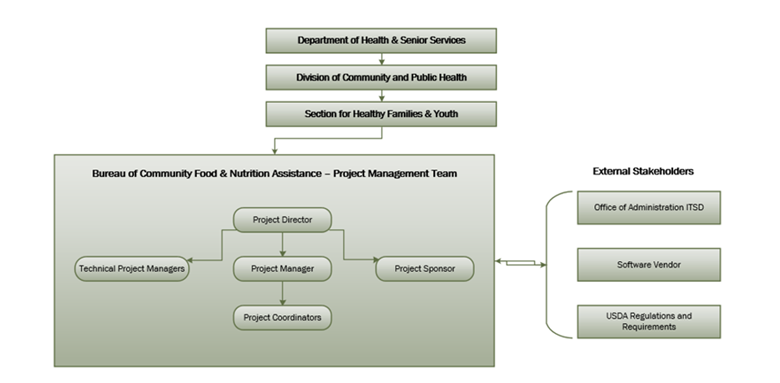 Department of Health & Senior Services
Division of Community and Public Health
Section for Healthy Families & Youth
Bureau of Community Food & Nutrition Assistance – Project Management Team
Project Director
Technical Project Managers
Project Manager
Project Sponsor
Project Coordinators
External Stakeholders
Office of Administration ITSD
Software Vendor
USDA Regulations and
Requirements